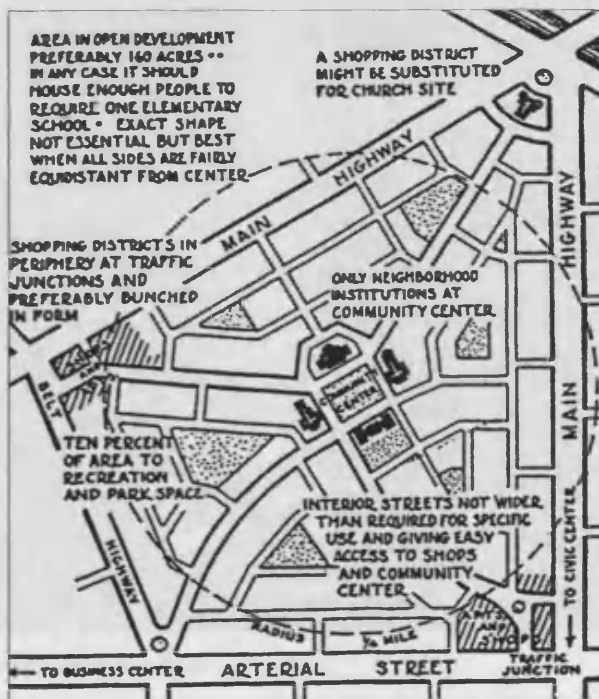 AREA IN OPEN DEVELOPMENT
PREFERABLY 160 ACRES ••
IN ANY CASE IT SHOULD
HOUSE ENOUGH PEOPLE TO
REQUIRE ONE ELEMENTARY
SCHOOL • EXACT SHAPE
NOT ESSENTIAL BUT BEST
WHEN ALL SIDES ARE FAIRLY
EQUIDISTANT FROM CENTER
A SHOPPING DISTRICT
MIGHT BE SUBSTITUTED
FOR CHURCH SITE
MAIN HIGHWAY
HIGHWAY
MAIN
SHOPPING DISTRICTS IN
PERIPHERY AT TRAFFIC
JUNCTIONS AND
PREFERABLY BUNCHED
IN FORM
ONLY NEIGHBORHOOD
INSTITUTIONS AT
COMMUNITY CENTER
COMMUNITY
CENTER
BELT
HIGHWAY
TEN PERCENT
OF AREA TO
RECREATION
AND PARK SPACE
INTERIOR STREETS NOT WIDER
THAN REQUIRED FOR SPECIFIC
USE AND GIVING EASY
ACCESS TO SHOPS
AND COMMUNITY
CENTER
TO CIVIC CENTER
RADIUS
1/4 MILE
APTS
AND
SHOPS
TRAFFIC
JUNCTION
TO BUSINESS CENTER
ARTERIAL STREET